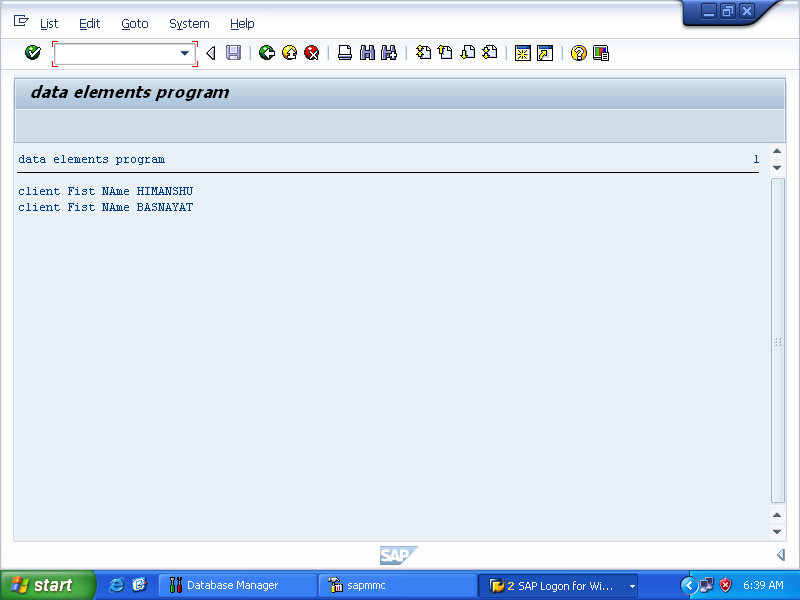 List Edit Goto System Help
data elements program
data elements program 1
client Fist NAme HIMANSHU
client Fist NAme BASNAYAT
SAP
start Database Manager sapmmc 2 SAP Logon for Wi... 6:39 AM